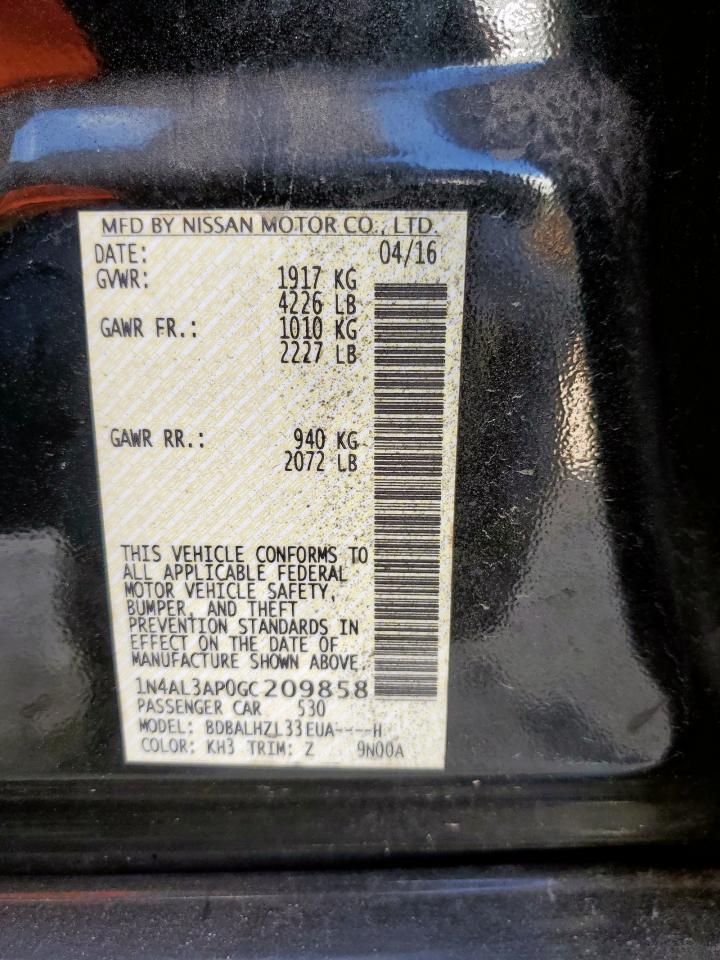 MFD BY NISSAN MOTOR CO., LTD.
DATE: 04/16
GVWR: 1917 KG
4226 LB
GAWR FR.: 1010 KG
2227 LB
GAWR RR.: 940 KG
2072 LB
THIS VEHICLE CONFORMS TO
ALL APPLICABLE FEDERAL
MOTOR VEHICLE SAFETY,
BUMPER, AND THEFT
PREVENTION STANDARDS IN
EFFECT ON THE DATE OF
MANUFACTURE SHOWN ABOVE.
1N4AL3AP0GC209858
PASSENGER CAR 530
MODEL: BDBALHZL33EUA----H
COLOR: KH3 TRIM: Z 9N00A